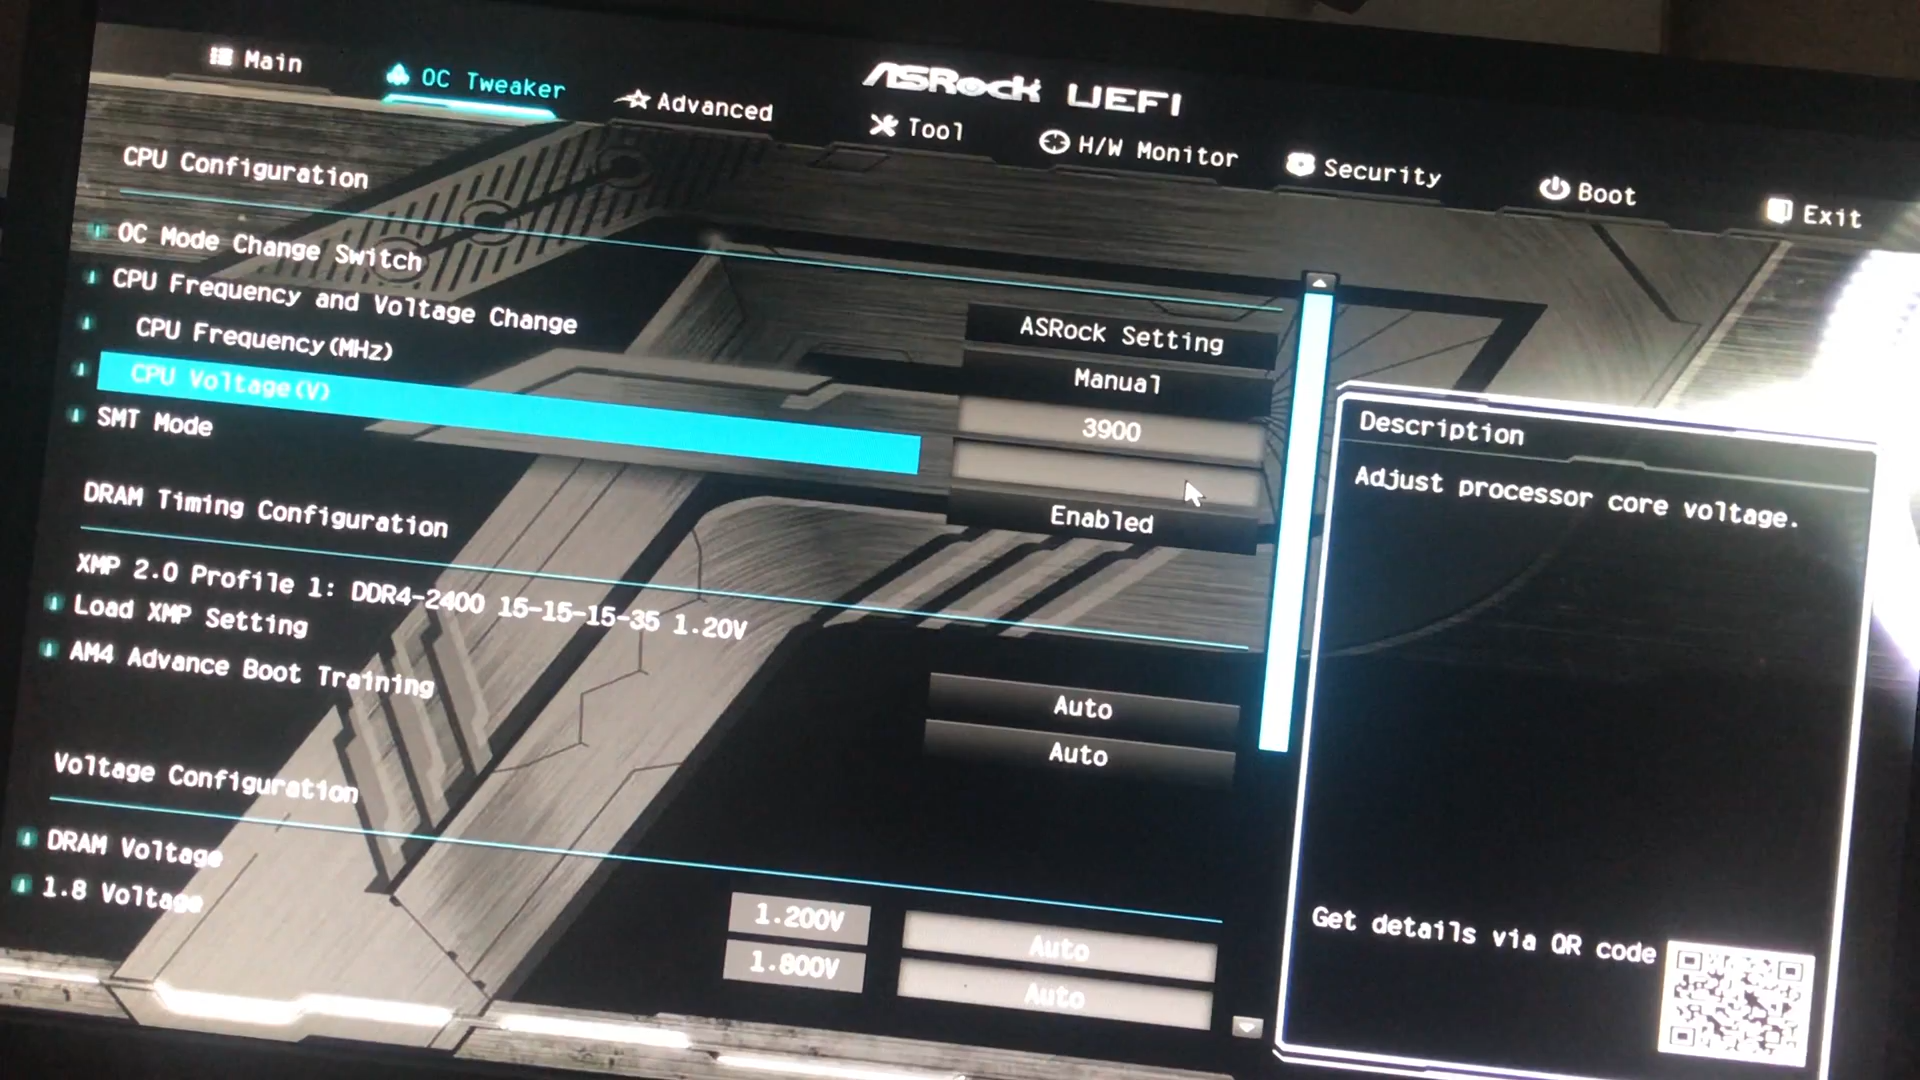 ASRock UEFI
Main
OC Tweaker
Advanced
Tool
H/W Monitor
Security
Boot
Exit
CPU Configuration
OC Mode Change Switch
ASRock Setting
CPU Frequency and Voltage Change
Manual
CPU Frequency(MHz)
3900
CPU Voltage(V)
SMT Mode
Enabled
DRAM Timing Configuration
XMP 2.0 Profile 1: DDR4-2400 15-15-15-35 1.20V
Load XMP Setting
Auto
AM4 Advance Boot Training
Auto
Voltage Configuration
DRAM Voltage
1.200V
Auto
1.8 Voltage
1.800V
Auto
Description
Adjust processor core voltage.
Get details via QR code